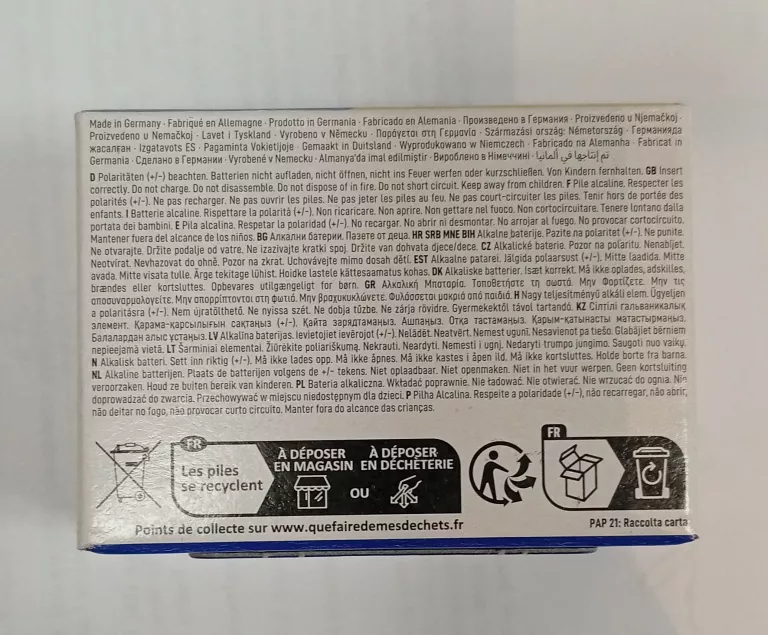 Made in Germany · Fabriqué en Allemagne · Prodotto in Germania · Fabricado en Alemania · Произведено в Германия · Proizvedeno u Njemačkoj ·
Proizvedeno u Nemačkoj · Lavet i Tyskland · Vyrobeno v Německu · Παράγεται στη Γερμανία · Származási ország: Németország · Германияда
жасалған · Izgatavots ES · Pagaminta Vokietijoje · Gemaakt in Duitsland · Wyprodukowano w Niemczech · Fabricado na Alemanha · Fabricat in
Germania · Сделано в Германии · Vyrobené v Nemecku · Almanya'da imal edilmiştir · Вироблено в Німеччині · تم إنتاجها في ألمانيا
D Polaritäten (+/-) beachten. Batterien nicht aufladen, nicht öffnen, nicht ins Feuer werfen oder kurzschließen. Von Kindern fernhalten. GB Insert
correctly. Do not charge. Do not disassemble. Do not dispose of in fire. Do not short circuit. Keep away from children. F Pile alcaline. Respecter les
polarités (+/-). Ne pas recharger. Ne pas ouvrir les piles. Ne pas jeter les piles au feu. Ne pas court-circuiter les piles. Tenir hors de portée des
enfants. I Batterie alcaline. Rispettare la polarità (+/-). Non ricaricare. Non aprire. Non gettare nel fuoco. Non cortocircuitare. Tenere lontano dalla
portata dei bambini. E Pila alcalina. Respetar la polaridad (+/-). No recargar. No abrir ni desmontar. No arrojar al fuego. No provocar cortocircuito.
Mantener fuera del alcance de los niños. BG Алкални батерии. Пазете от деца. HR SRB MNE BIH Alkalne baterije. Pazite na polaritet (+/-). Ne punite.
Ne otvarajte. Držite podalje od vatre. Ne izazivajte kratki spoj. Držite van dohvata djece/dece. CZ Alkalické baterie. Pozor na polaritu. Nenabíjet.
Neotvírat. Nevhazovat do ohně. Pozor na zkrat. Uchovávejte mimo dosah dětí. EST Alkaalne patarei. Jälgida polaarsust (+/-). Mitte laadida. Mitte
avada. Mitte visata tulle. Ärge tekitage lühist. Hoidke lastele kättesaamatus kohas. DK Alkaliske batterier. Isæt korrekt. Må ikke oplades, adskilles,
brændes eller kortsluttes. Opbevares utilgængeligt for børn. GR Αλκαλική Μπαταρία. Τοποθετήστε τη σωστά. Μην Φορτίζετε. Μην τις
αποσυναρμολογείτε. Μην απορρίπτονται στη φωτιά. Μην βραχυκυκλώνετε. Φυλάσσεται μακριά από παιδιά. H Nagy teljesítményű alkáli elem. Ügyeljen
a polaritásra (+/-). Nem újratölthető. Ne nyissa szét. Ne dobja tűzbe. Ne zárja rövidre. Gyermekektől távol tartandó. KZ Сілтілі гальваникалық
элемент. Қарама-қарсылығын сақтаңыз (+/-). Қайта зарядтамаңыз. Ашпаңыз. Отқа тастамаңыз. Қарым-қатынасты матастырмаңыз.
Балалардан алыс ұстаңыз. LV Alkalīna baterijas. Ievietojiet ievērojot (+/-). Nelādēt. Neatvērt. Nemest ugunī. Nesavienot pa tiešo. Glabājiet bērniem
nepieejamā vietā. LT Šarminiai elementai. Žiūrėkite poliariškumą. Nekrauti. Neardyti. Nemesti į ugnį. Nedaryti trumpo jungimo. Saugoti nuo vaikų.
N Alkalisk batteri. Sett inn riktig (+/-). Må ikke lades opp. Må ikke åpnes. Må ikke kastes i åpen ild. Må ikke kortsluttes. Holde borte fra barna.
NL Alkaline batterijen. Plaats de batterijen volgens de +/- tekens. Niet oplaadbaar. Niet openmaken. Niet in het vuur werpen. Geen kortsluiting
veroorzaken. Houd ze buiten bereik van kinderen. PL Bateria alkaliczna. Wkładać poprawnie. Nie ładować. Nie otwierać. Nie wrzucać do ognia. Nie
doprowadzać do zwarcia. Przechowywać w miejscu niedostępnym dla dzieci. P Pilha Alcalina. Respeite a polaridade (+/-), não recarregar, não abrir,
não deitar no fogo, não provocar curto circuito. Manter fora do alcance das crianças.
FR
Les piles
se recyclent
À DÉPOSER
EN MAGASIN
OU
À DÉPOSER
EN DÉCHÈTERIE
FR
Points de collecte sur www.quefairedemesdechets.fr
PAP 21: Raccolta carta